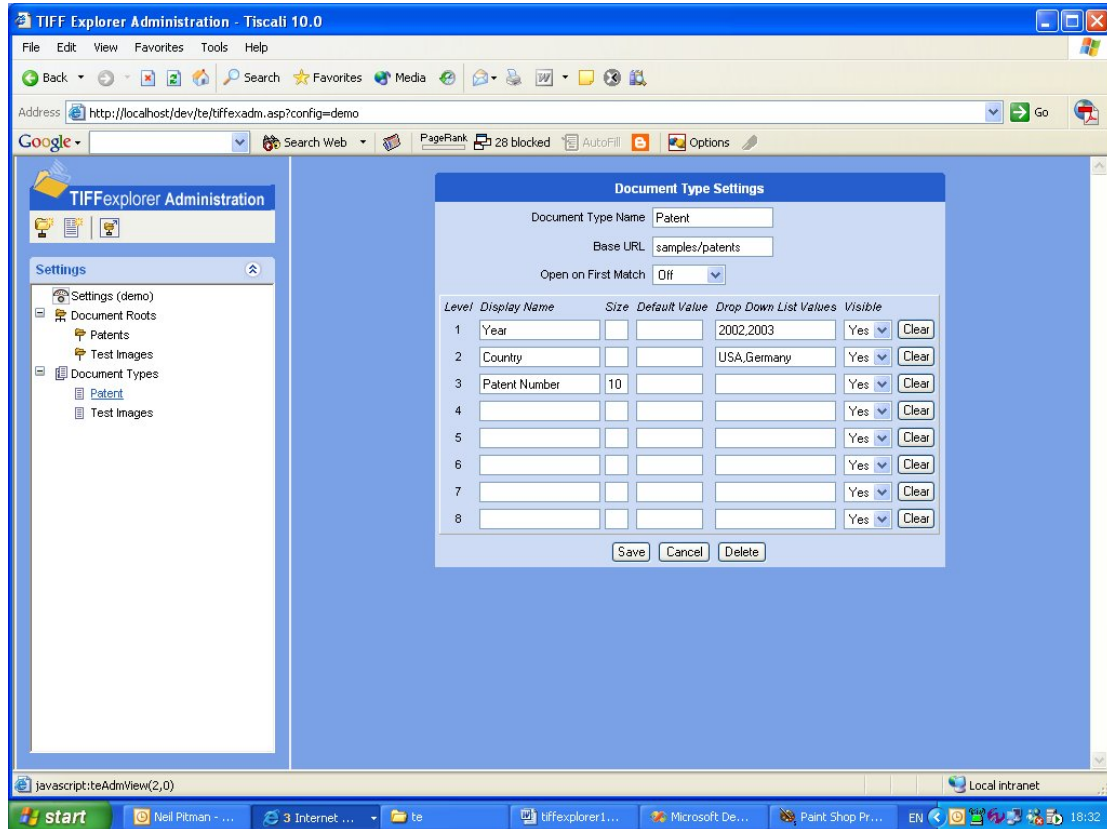 TIFF Explorer Administration - Tiscali 10.0
File Edit View Favorites Tools Help
Back Search Favorites Media
Address http://localhost/dev/te/tiffexadm.asp?config=demo Go
Google Search Web PageRank 28 blocked AutoFill Options
TIFFexplorer Administration
Settings
Settings (demo)
Document Roots
Patents
Test Images
Document Types
Patent
Test Images
Document Type Settings
Document Type Name Patent
Base URL samples/patents
Open on First Match Off
Level Display Name Size Default Value Drop Down List Values Visible
1 Year 2002,2003 Yes Clear
2 Country USA,Germany Yes Clear
3 Patent Number 10 Yes Clear
4 Yes Clear
5 Yes Clear
6 Yes Clear
7 Yes Clear
8 Yes Clear
Save Cancel Delete
javascript:teAdmView(2,0) Local intranet
start Neil Pitman - ... 3 Internet ... te tiffexplorer1... Microsoft De... Paint Shop Pr... EN 18:32